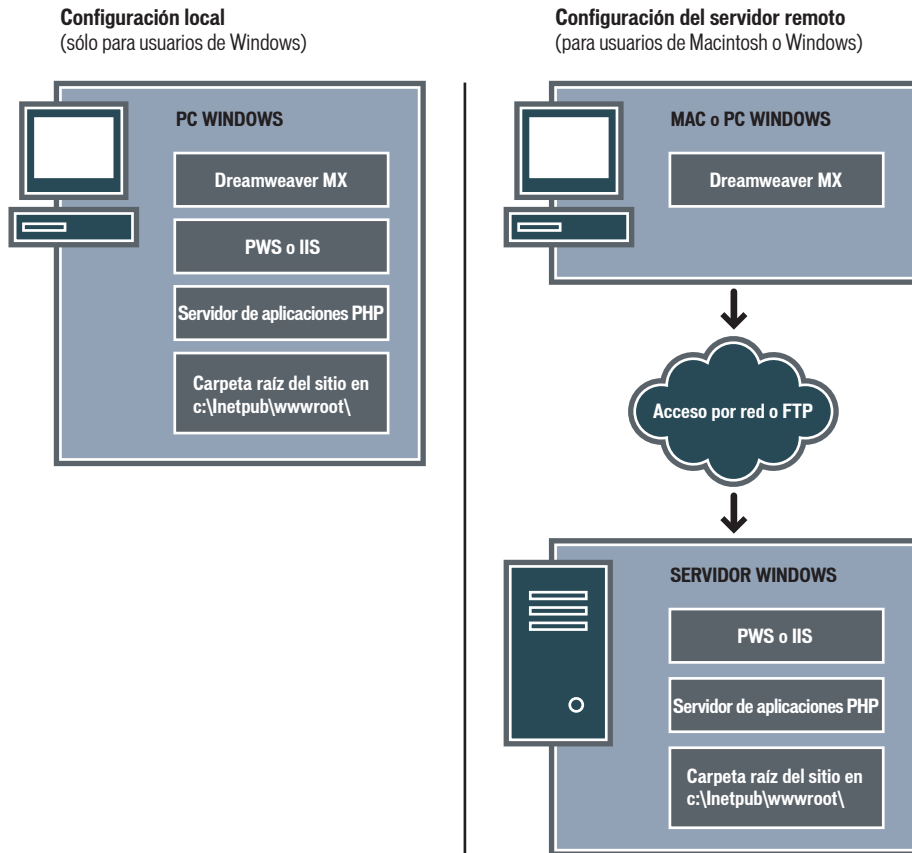 Configuración local
(sólo para usuarios de Windows)
PC WINDOWS
Dreamweaver MX
PWS o IIS
Servidor de aplicaciones PHP
Carpeta raíz del sitio en
c:\Inetpub\wwwroot\
Configuración del servidor remoto
(para usuarios de Macintosh o Windows)
MAC o PC WINDOWS
Dreamweaver MX
Acceso por red o FTP
SERVIDOR WINDOWS
PWS o IIS
Servidor de aplicaciones PHP
Carpeta raíz del sitio en
c:\Inetpub\wwwroot\